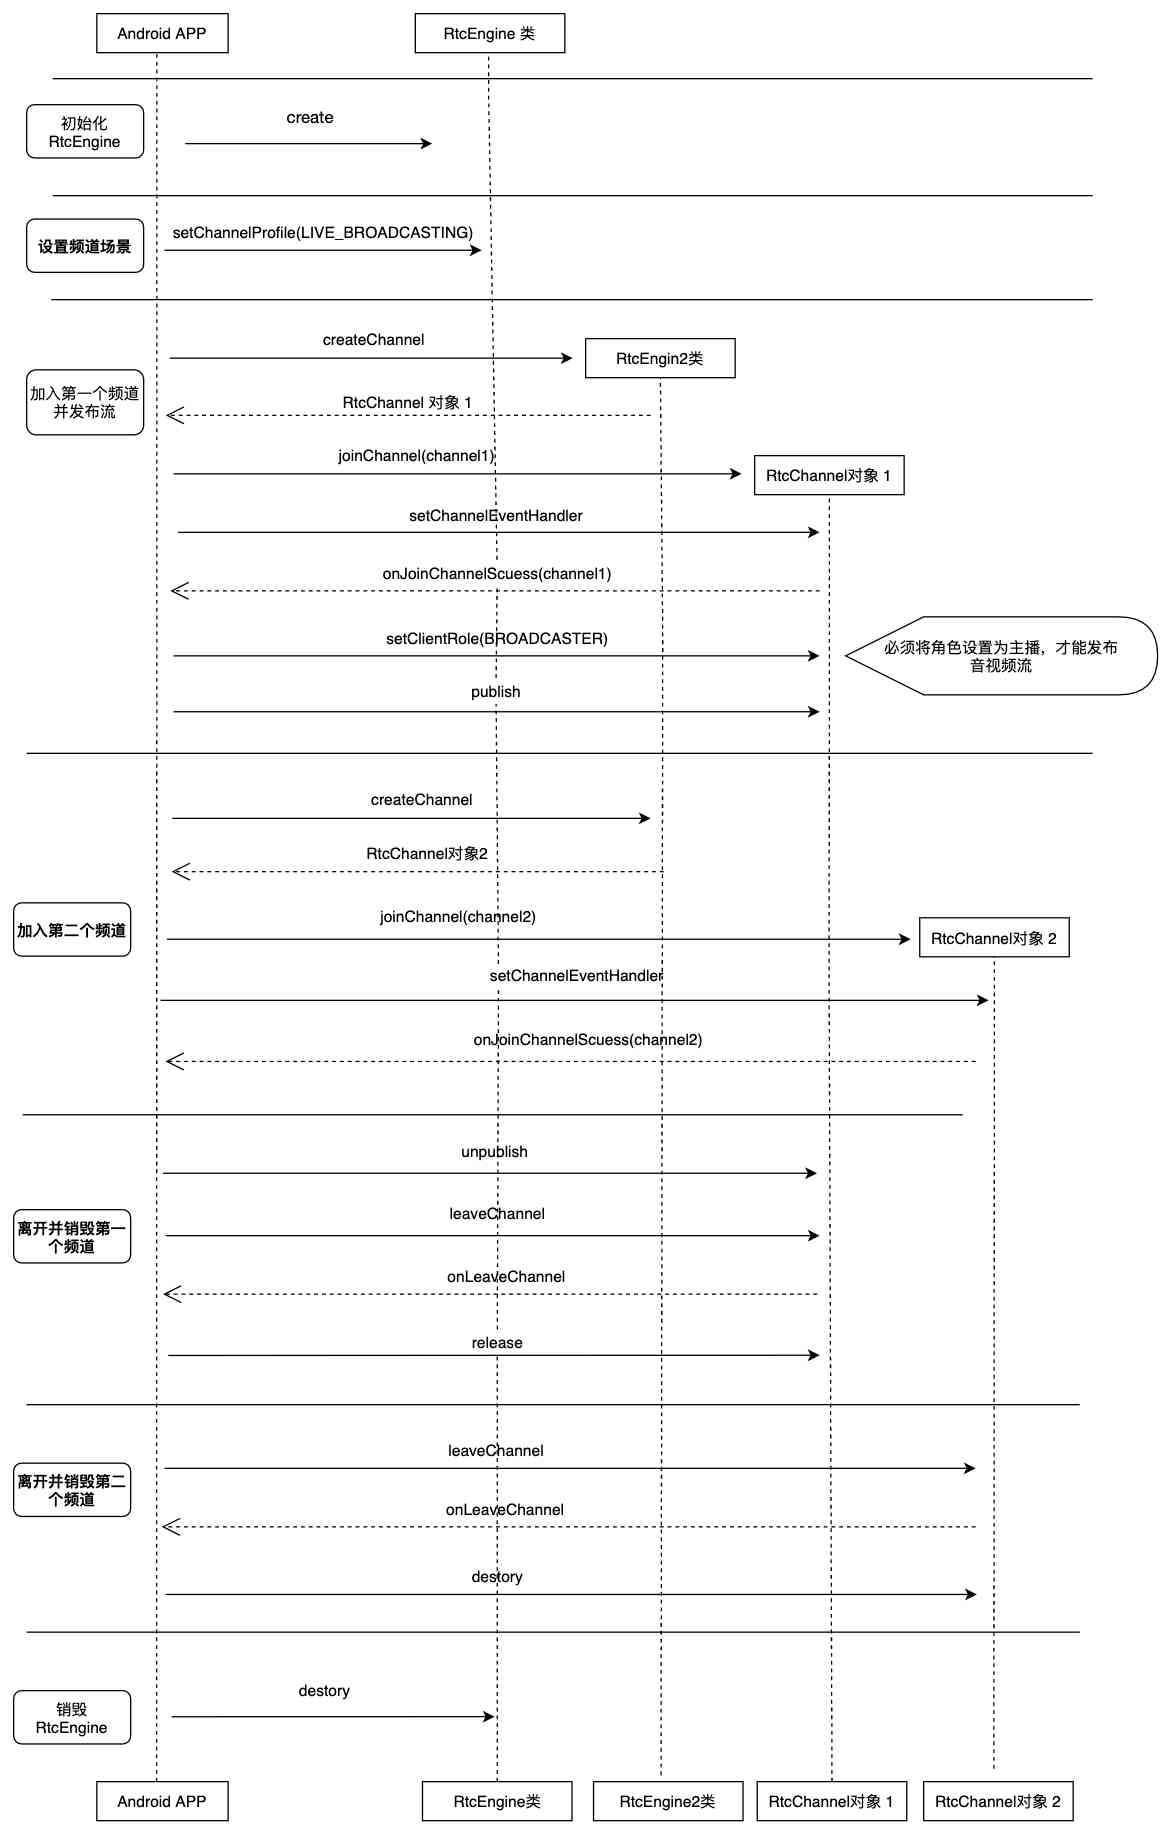 Android APP
RtcEngine 类
初始化
RtcEngine
create
设置频道场景
setChannelProfile(LIVE_BROADCASTING)
createChannel
RtcEngin2类
加入第一个频道
并发布流
RtcChannel 对象 1
joinChannel(channel1)
RtcChannel对象 1
setChannelEventHandler
onJoinChannelScuess(channel1)
setClientRole(BROADCASTER)
必须将角色设置为主播，才能发布
音视频流
publish
createChannel
RtcChannel对象2
加入第二个频道
joinChannel(channel2)
RtcChannel对象 2
setChannelEventHandler
onJoinChannelScuess(channel2)
unpublish
离开并销毁第一
个频道
leaveChannel
onLeaveChannel
release
leaveChannel
离开并销毁第二
个频道
onLeaveChannel
destory
销毁
RtcEngine
destory
Android APP
RtcEngine类
RtcEngine2类
RtcChannel对象 1
RtcChannel对象 2